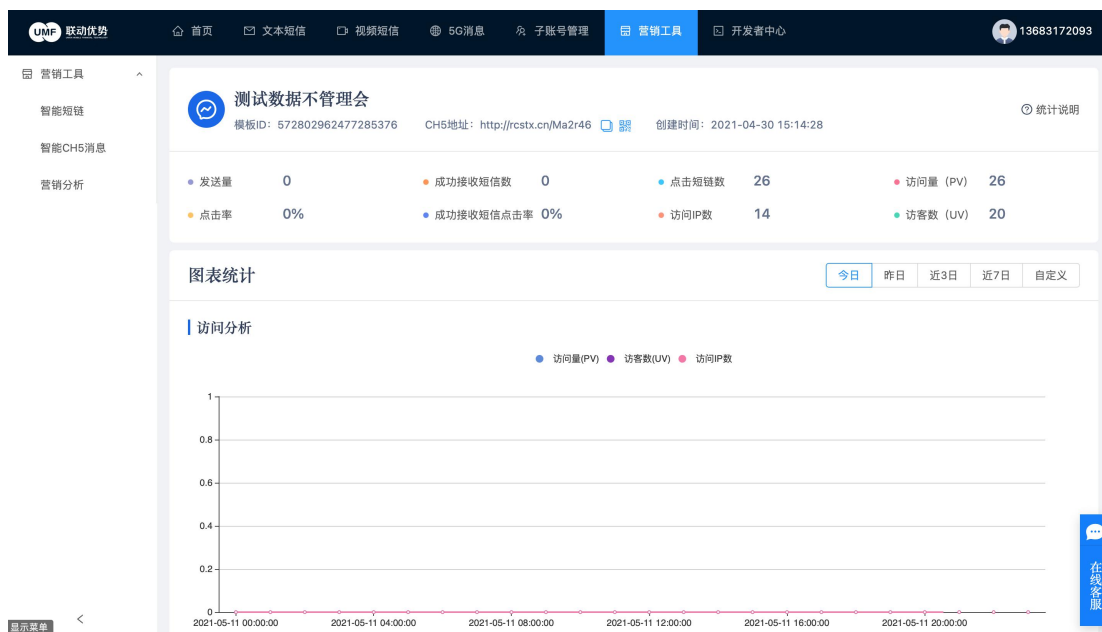 UMF 联动优势 首页 文本短信 视频短信 5G消息 子账号管理 营销工具 开发者中心 13683172093
营销工具
智能短链
智能CH5消息
营销分析
测试数据不管理会
模板ID：572802962477285376 CH5地址：http://rcstx.cn/Ma2r46 创建时间：2021-04-30 15:14:28
统计说明
发送量 0 成功接收短信数 0 点击短链数 26 访问量（PV） 26
点击率 0% 成功接收短信点击率 0% 访问IP数 14 访客数（UV） 20
图表统计 今日 昨日 近3日 近7日 自定义
访问分析
访问量(PV) 访客数(UV) 访问IP数
1
0.8
0.6
0.4
0.2
0
2021-05-11 00:00:00 2021-05-11 04:00:00 2021-05-11 08:00:00 2021-05-11 12:00:00 2021-05-11 16:00:00 2021-05-11 20:00:00
在线客服
显示菜单